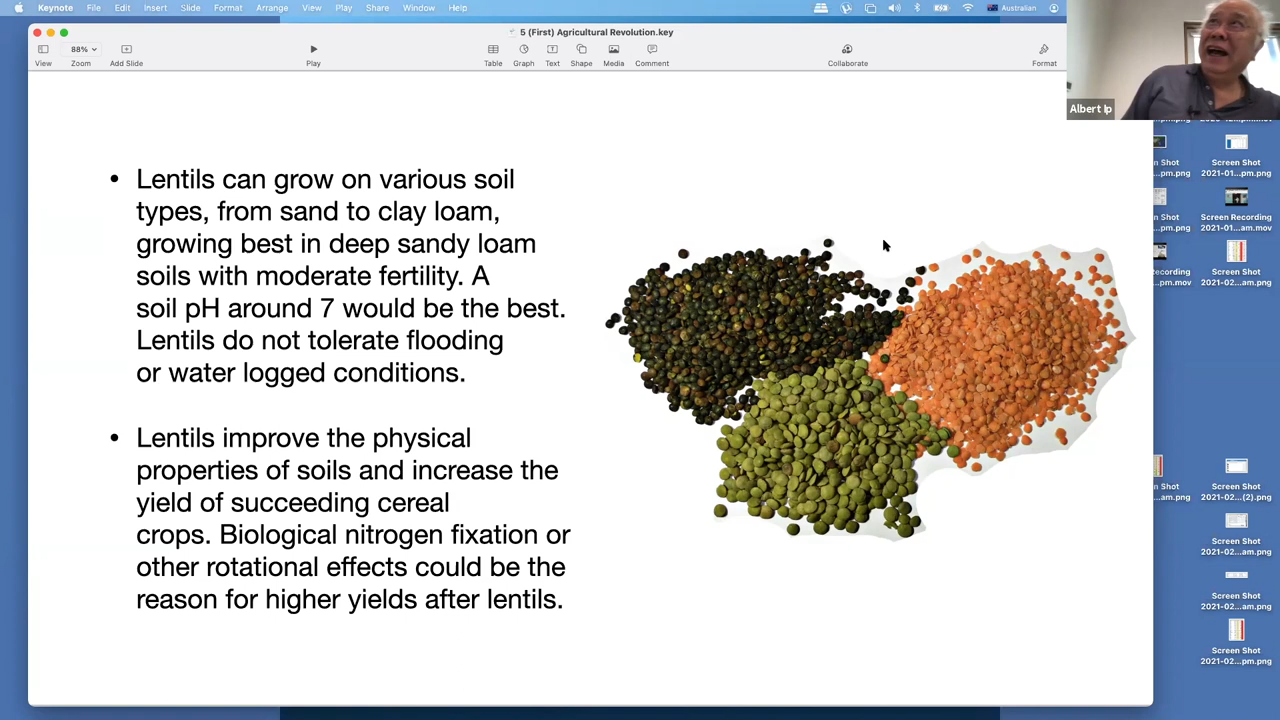 Keynote File Edit Insert Slide Format Arrange View Play Share Window Help Australian
5 (First) Agricultural Revolution.key
88%
View Zoom Add Slide Play Table Graph Text Shape Media Comment Collaborate Format
Albert Ip
• Lentils can grow on various soil
types, from sand to clay loam,
growing best in deep sandy loam
soils with moderate fertility. A
soil pH around 7 would be the best.
Lentils do not tolerate flooding
or water logged conditions.
• Lentils improve the physical
properties of soils and increase the
yield of succeeding cereal
crops. Biological nitrogen fixation or
other rotational effects could be the
reason for higher yields after lentils.
Shot Screen Shot
...pm.png 2021-01...pm.png
Shot Screen Recording
...pm.png 2021-01...am.mov
Screen Shot
...pm.mov 2021-02...am.png
Shot Screen Shot
...am.png 2021-02...(2).png
Screen Shot
2021-02...am.png
Screen Shot
2021-02...am.png
Screen Shot
2021-02...pm.png